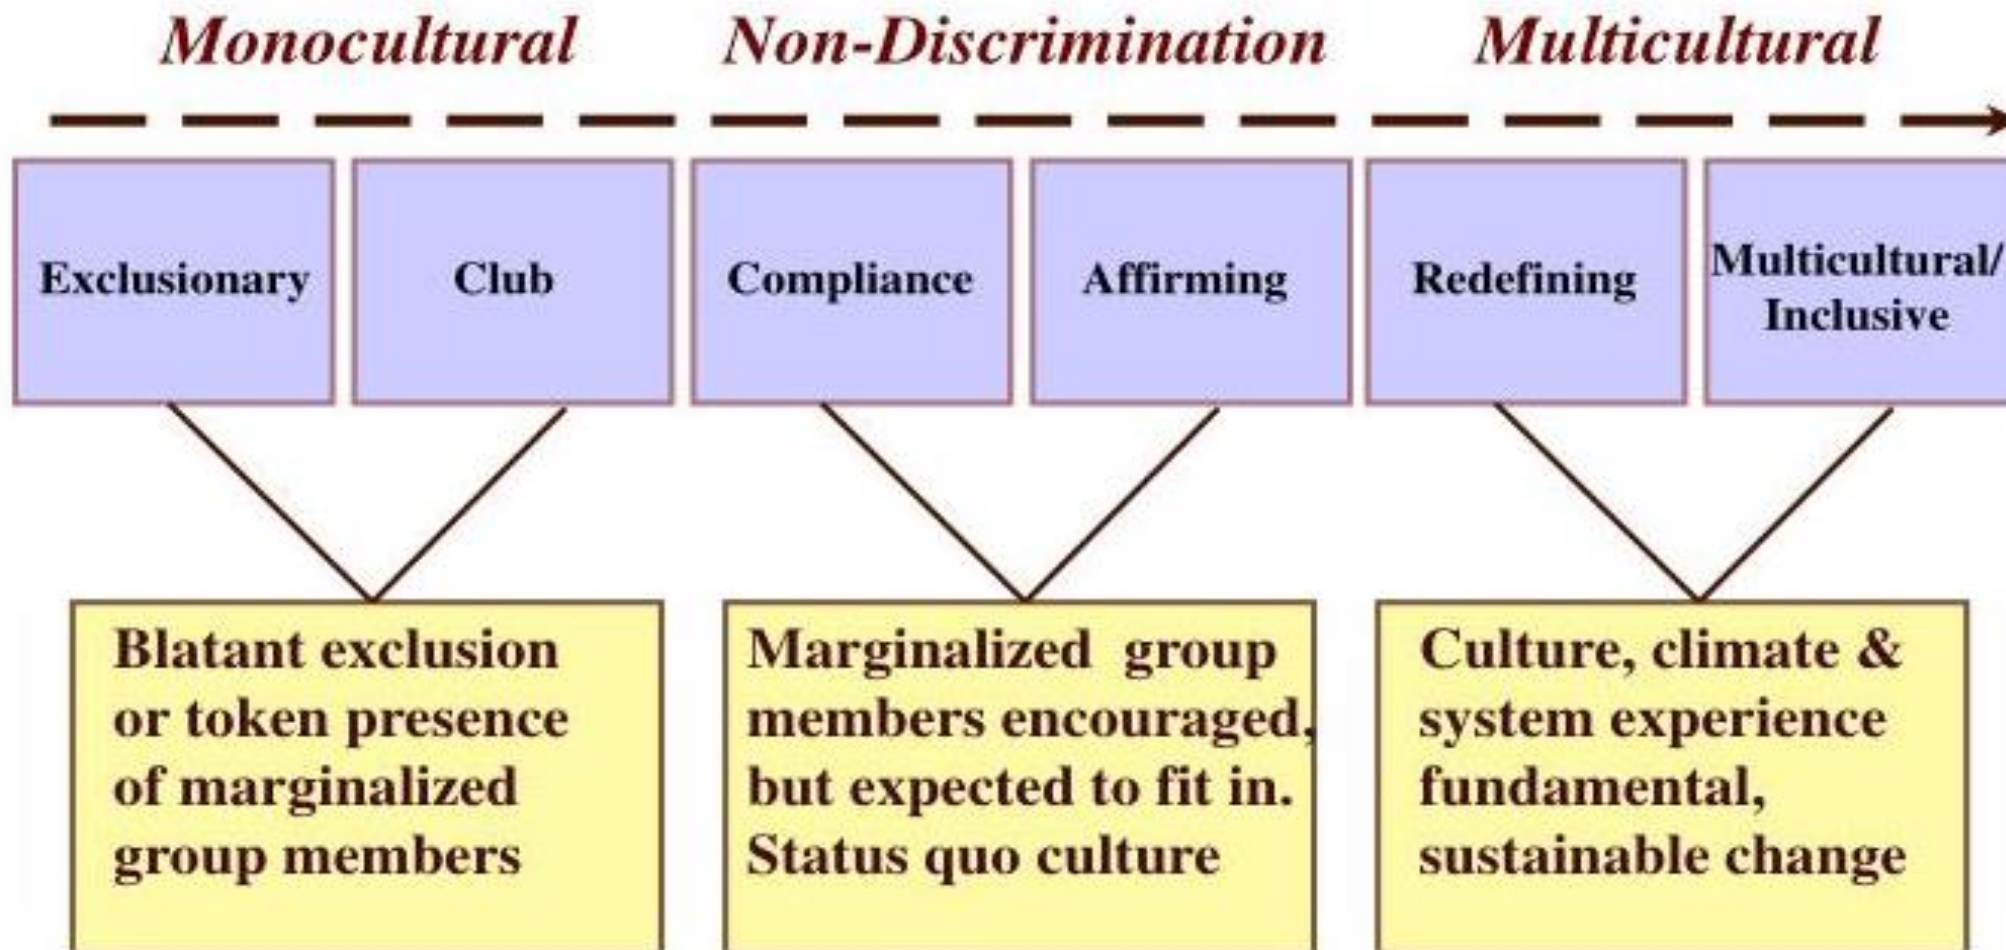 Monocultural Non-Discrimination Multicultural
Exclusionary
Club
Compliance
Affirming
Redefining
Multicultural/
Inclusive
Blatant exclusion
or token presence
of marginalized
group members
Marginalized group
members encouraged,
but expected to fit in.
Status quo culture
Culture, climate &
system experience
fundamental,
sustainable change